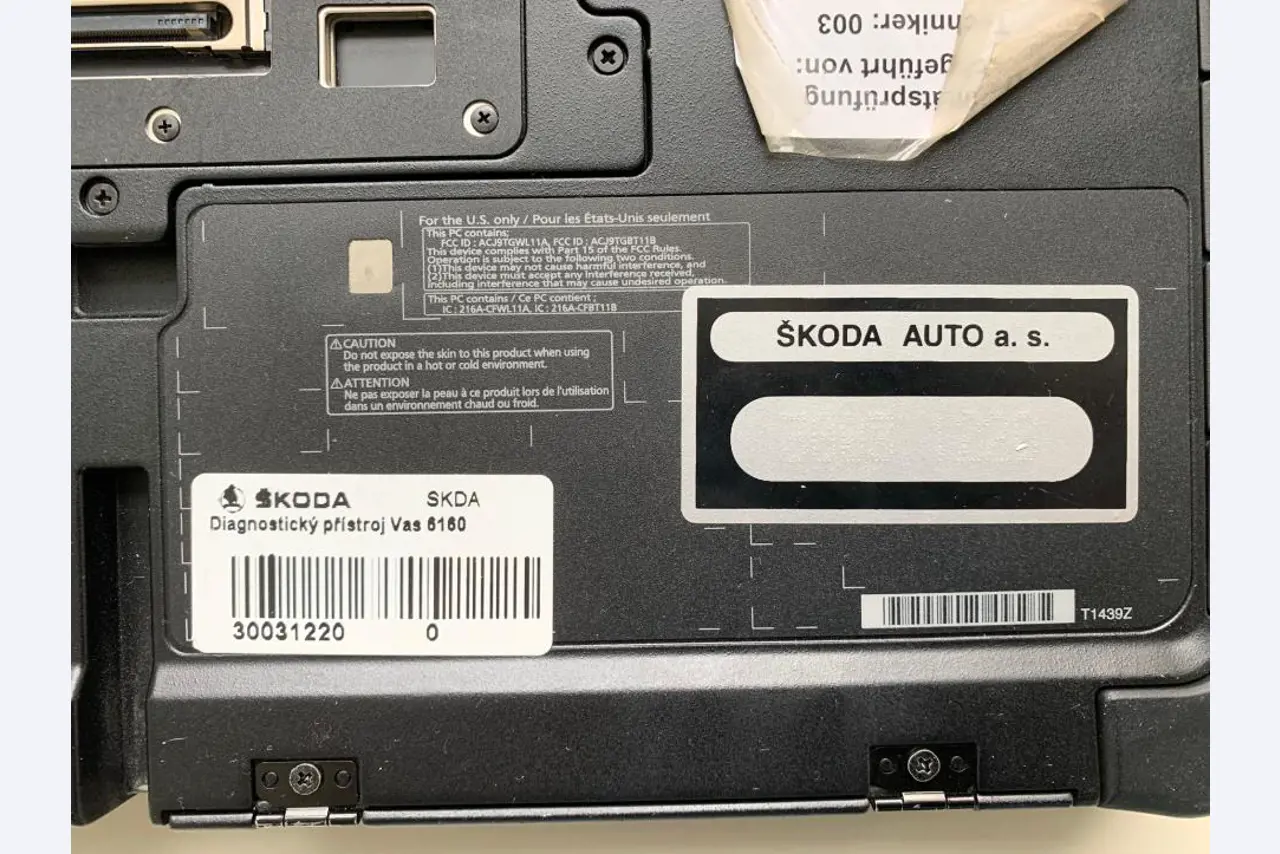 Techniker: 003
geführt von:
itätsprüfung
For the U.S. only / Pour les États-Unis seulement
This PC contains;
FCC ID : ACJ9TGWL11A, FCC ID : ACJ9TGBT11B
This device complies with Part 15 of the FCC Rules.
Operation is subject to the following two conditions.
(1)This device may not cause harmful interference, and
(2)This device must accept any interference received,
including interference that may cause undesired operation.
This PC contains / Ce PC contient ;
IC : 216A-CFWL11A, IC : 216A-CFBT11B
CAUTION
Do not expose the skin to this product when using
the product in a hot or cold environment.
ATTENTION
Ne pas exposer la peau à ce produit lors de l'utilisation
dans un environnement chaud ou froid.
ŠKODA AUTO a. s.
ŠKODA SKDA
Diagnostický přístroj Vas 6160
30031220 0
T1439Z